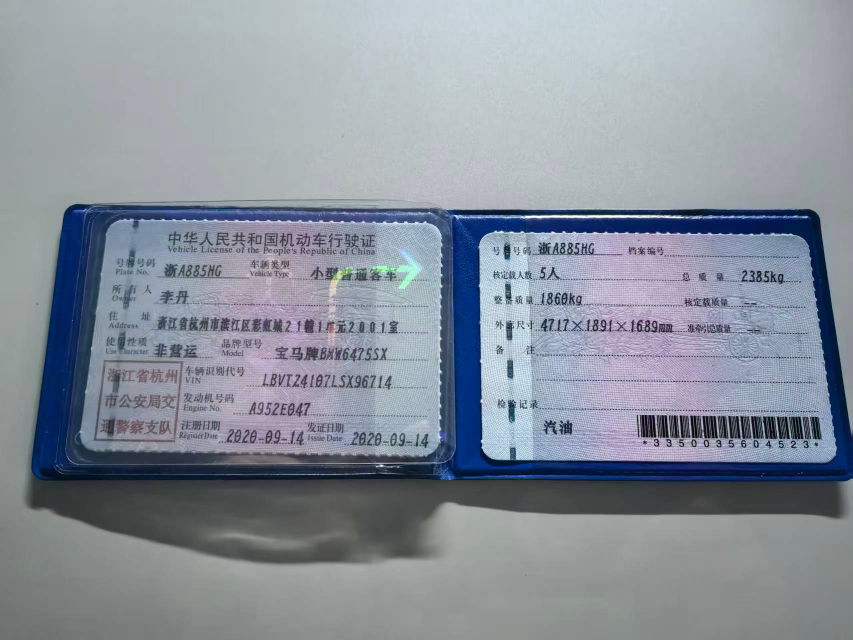 中华人民共和国机动车行驶证
Vehicle License of the People's Republic of China
号牌号码 浙A885HG 车辆类型 小型普通客车
Plate No. Vehicle Type
所有人 李丹
Owner
住址 浙江省杭州市滨江区彩虹城21幢1单元2001室
Address
使用性质 非营运 品牌型号 宝马牌BMW6475SX
Use Character Model
浙江省杭州市公安局交通警察支队
车辆识别代号 LBVTZ4107LSX96714
VIN
发动机号码 A952E047
Engine No.
注册日期 2020-09-14 发证日期 2020-09-14
Register Date Issue Date
号牌号码 浙A885HG 档案编号
核定载人数 5人 总质量 2385kg
整备质量 1860kg 核定载质量 --
外廓尺寸 4717×1891×1689mm 准牵引总质量 --
备注
检验记录
汽油
*3350035604523*